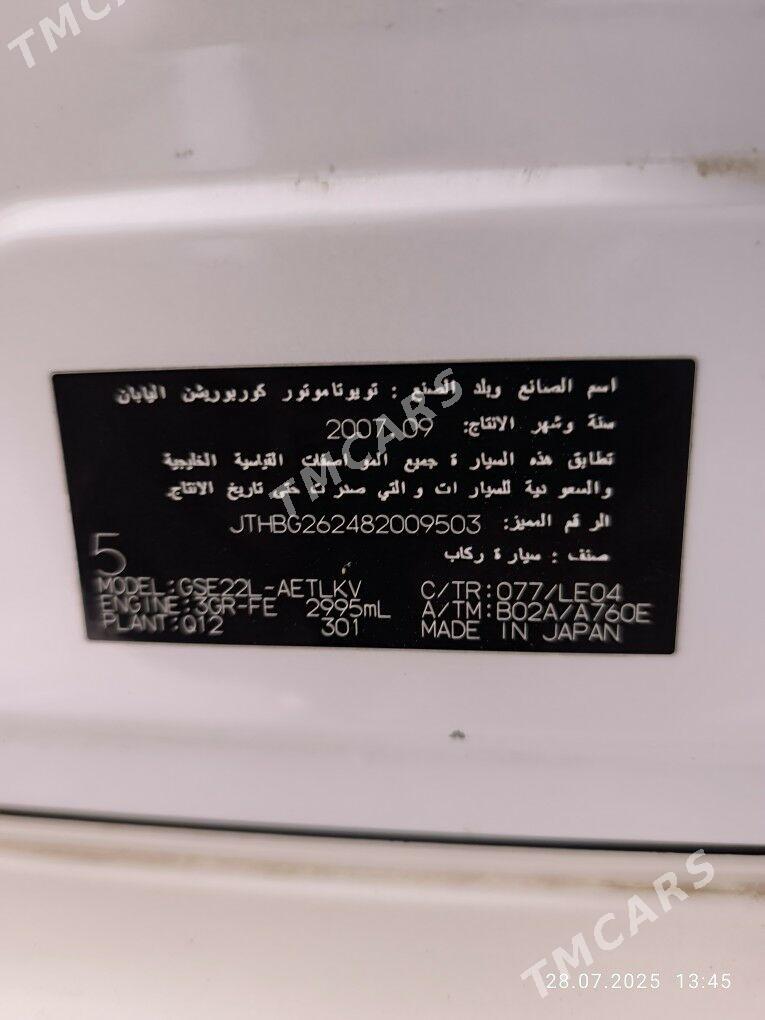 TMCARS
اسم الصانع وبلد الصنع : تويوتاموتور كوربوريشن اليابان
سنة وشهر الانتاج: 2007 09
تطابق هذه السيارة جميع المواصفات القياسية الخليجية
والسعودية للسيارات والتي صدرت حتى تاريخ الانتاج.
الرقم المميز: JTHBG262482009503
صنف : سيارة ركاب
5
MODEL:GSE22L-AETLKV C/TR:077/LE04
ENGINE:3GR-FE 2995mL A/TM:B02A/A760E
PLANT:Q12 301 MADE IN JAPAN
TMCARS
TMCARS
28.07.2025 13:45